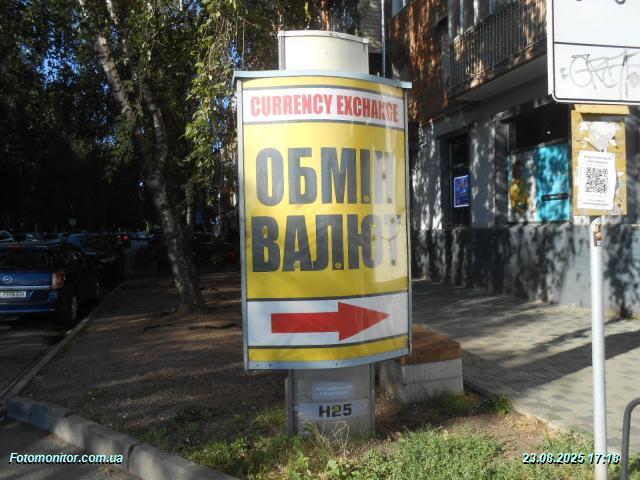 CURRENCY EXCHANGE
ОБМІН
ВАЛЮТ
H25
Fotomonitor.com.ua
23.08.2025 17:18